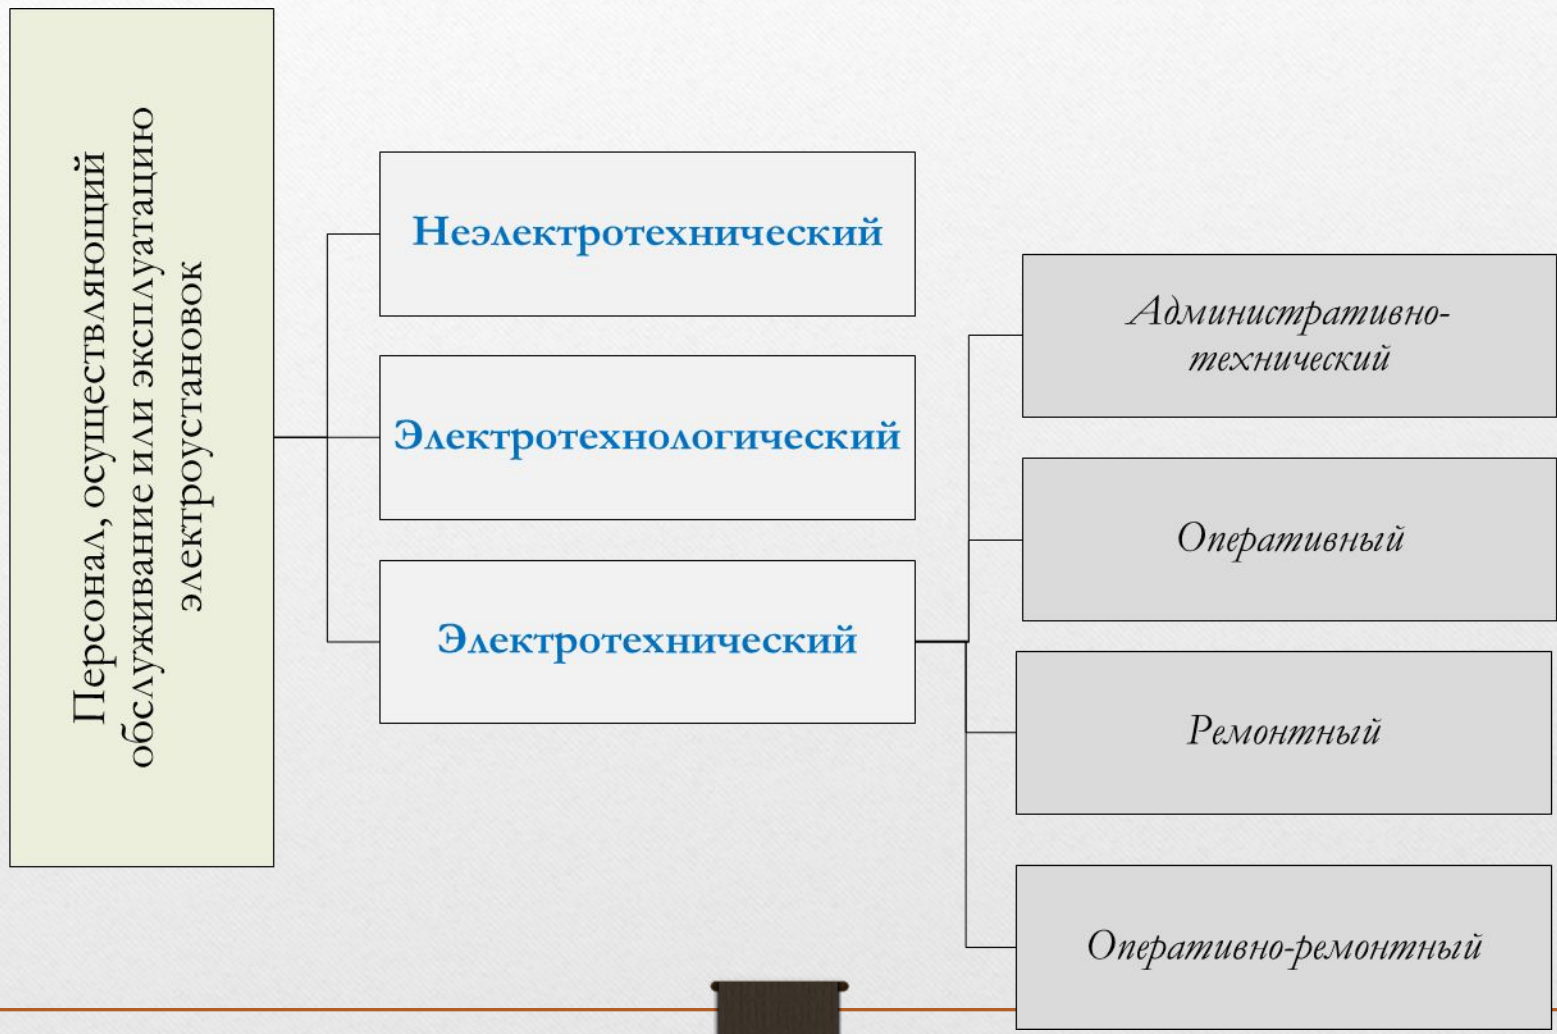 Персонал, осуществляющий
обслуживание или эксплуатацию
электроустановок
Неэлектротехнический
Электротехнологический
Электротехнический
Административно-
технический
Оперативный
Ремонтный
Оперативно-ремонтный